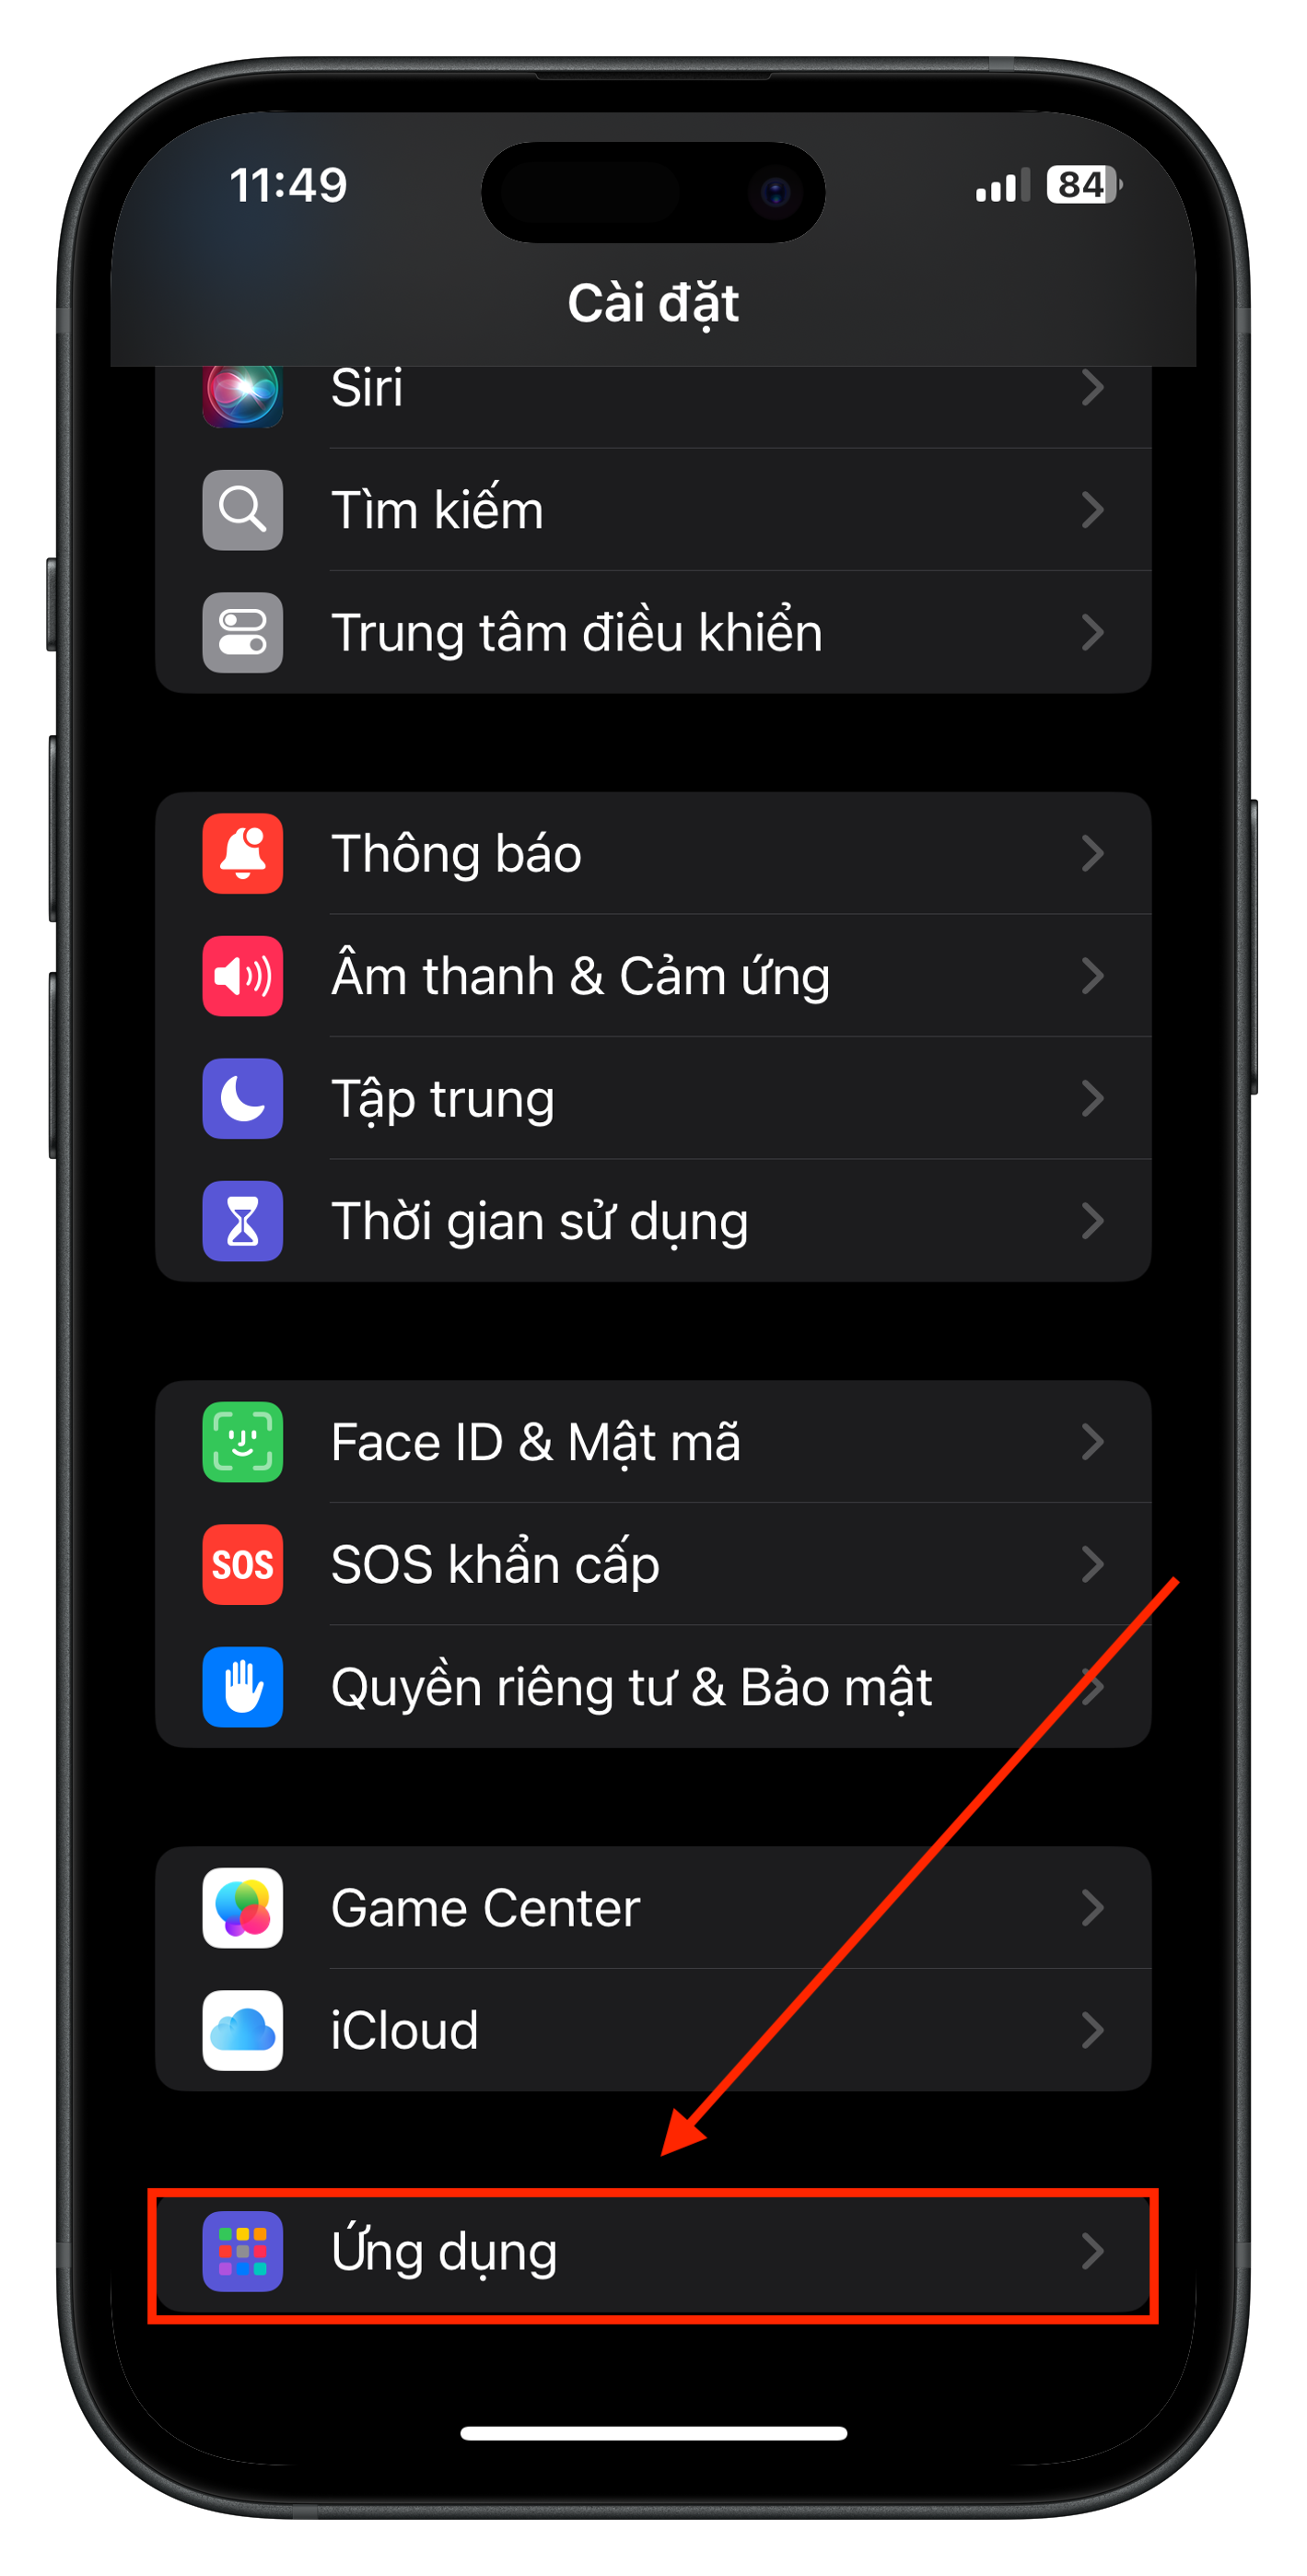 11:49
84
Cài đặt
Siri
Tìm kiếm
Trung tâm điều khiển
Thông báo
Âm thanh & Cảm ứng
Tập trung
Thời gian sử dụng
Face ID & Mật mã
SOS
SOS khẩn cấp
Quyền riêng tư & Bảo mật
Game Center
iCloud
Ứng dụng